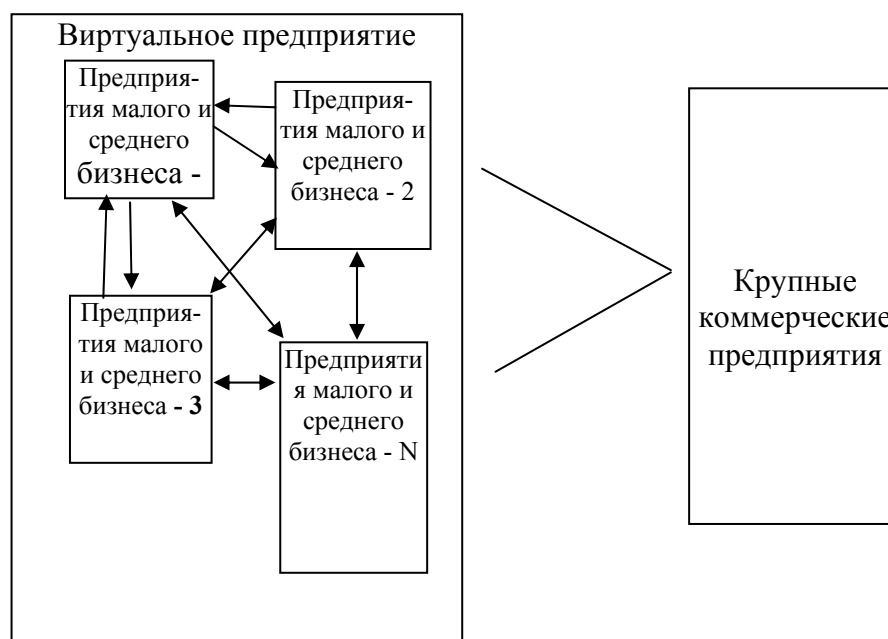 Виртуальное предприятие
Предприя-
тия малого и
среднего
бизнеса -
Предприя-
тия малого и
среднего
бизнеса - 2
Предприя-
тия малого
и среднего
бизнеса - 3
Предприяти
я малого и
среднего
бизнеса - N
Крупные
коммерческие
предприятия